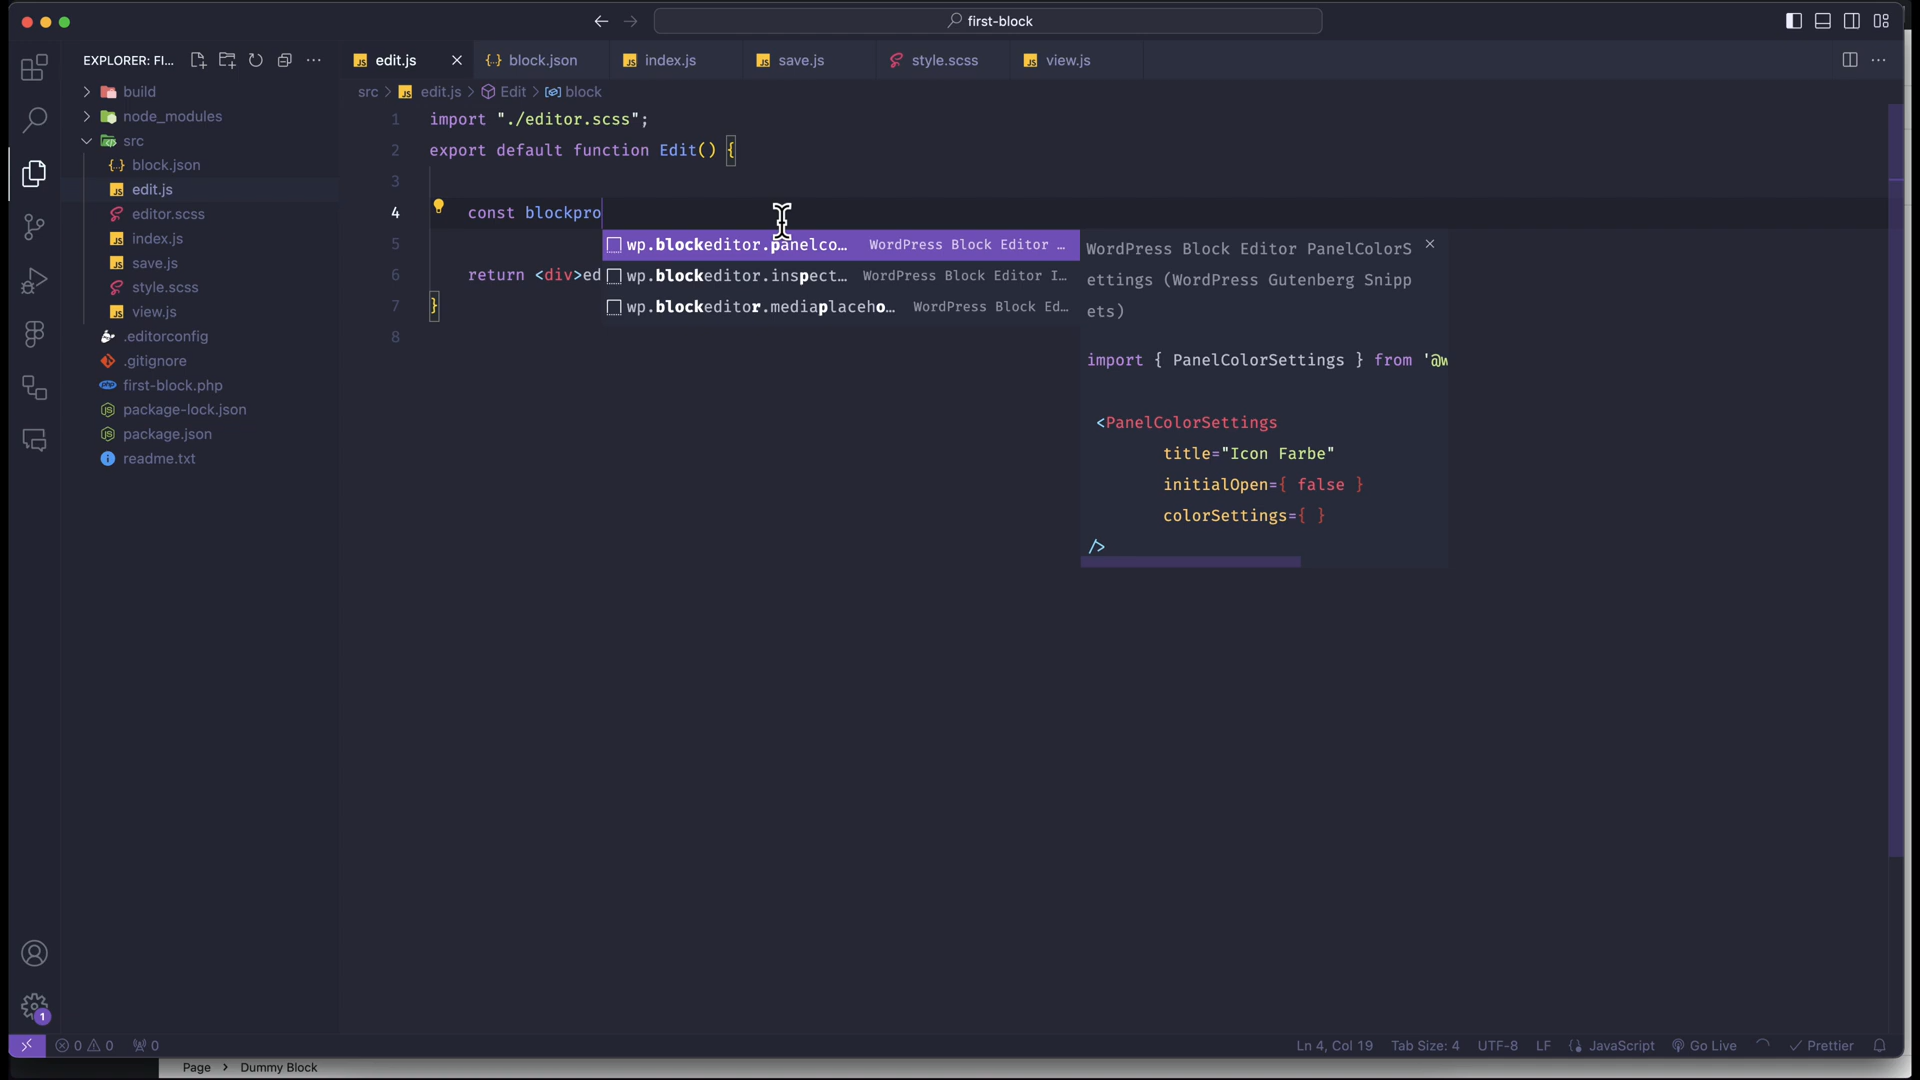 first-block
EXPLORER: FI...
build
node_modules
src
block.json
edit.js
editor.scss
index.js
save.js
style.scss
view.js
.editorconfig
.gitignore
first-block.php
package-lock.json
package.json
readme.txt
1
edit.js
block.json
index.js
save.js
style.scss
view.js
src > edit.js > Edit > block
1 import "./editor.scss";
2 export default function Edit() {
3
4 const blockpro
5
6 return <div>ed
7 }
8
wp.blockeditor.panelco… WordPress Block Editor …
wp.blockeditor.inspect… WordPress Block Editor I…
wp.blockeditor.mediaplaceho… WordPress Block Ed…
WordPress Block Editor PanelColorS
ettings (WordPress Gutenberg Snipp
ets)
import { PanelColorSettings } from '@w
<PanelColorSettings
title="Icon Farbe"
initialOpen={ false }
colorSettings={ }
/>
0 0 0
Ln 4, Col 19 Tab Size: 4 UTF-8 LF {} JavaScript Go Live Prettier
Page > Dummy Block